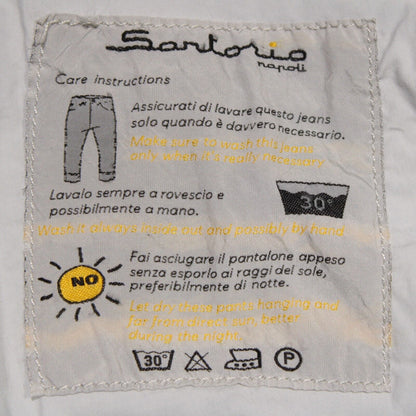 Sartorio
napoli
Care instructions
Assicurati di lavare questo jeans
solo quando è davvero necessario.
Make sure to wash this jeans
only when it's really necessary.
Lavalo sempre a rovescio e
possibilmente a mano.
Wash it always inside out and possibly by hand.
30°
Fai asciugare il pantalone appeso
senza esporlo ai raggi del sole,
preferibilmente di notte.
NO
Let dry these pants hanging and
far from direct sun, better
during the night.
30° P